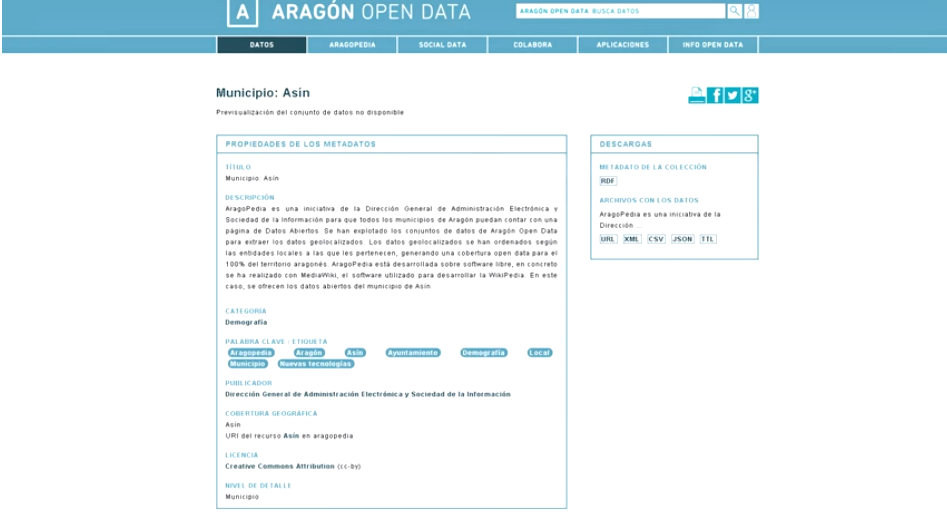 A ARAGÓN OPEN DATA
ARAGÓN OPEN DATA BUSCA DATOS
DATOS ARAGOPEDIA SOCIAL DATA COLABORA APLICACIONES INFO OPEN DATA
Municipio: Asín
Previsualización del conjunto de datos no disponible
PROPIEDADES DE LOS METADATOS
TÍTULO
Municipio: Asín
DESCRIPCIÓN
AragoPedia es una iniciativa de la Dirección General de Administración Electrónica y
Sociedad de la Información para que todos los municipios de Aragón puedan contar con una
página de Datos Abiertos. Se han explotado los conjuntos de datos de Aragón Open Data
para extraer los datos geolocalizados. Los datos geolocalizados se han ordenados según
las entidades locales a las que les pertenecen, generando una cobertura open data para el
100% del territorio aragonés. AragoPedia está desarrollada sobre software libre, en concreto
se ha realizado con MediaWiki, el software utilizado para desarrollar la WikiPedia. En este
caso, se ofrecen los datos abiertos del municipio de Asín
CATEGORÍA
Demografía
PALABRA CLAVE / ETIQUETA
Aragopedia Aragón Asín Ayuntamiento Demografía Local
Municipio Nuevas tecnologías
PUBLICADOR
Dirección General de Administración Electrónica y Sociedad de la Información
COBERTURA GEOGRÁFICA
Asín
URI del recurso Asín en aragopedia
LICENCIA
Creative Commons Attribution (cc-by)
NIVEL DE DETALLE
Municipio
f g+
DESCARGAS
METADATO DE LA COLECCIÓN
RDF
ARCHIVOS CON LOS DATOS
AragoPedia es una iniciativa de la
Dirección ...
URL XML CSV JSON TTL